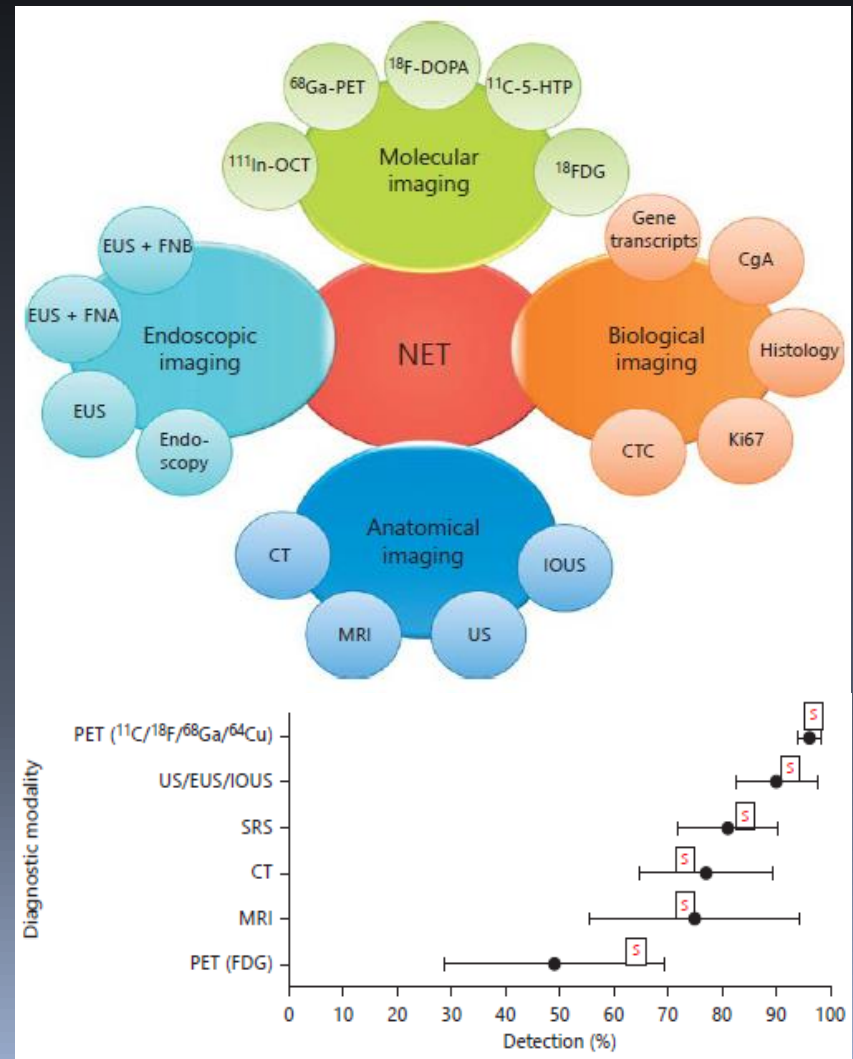 ¹⁸F-DOPA
⁶⁸Ga-PET
¹¹C-5-HTP
¹¹¹In-OCT
Molecular
imaging
¹⁸FDG
Gene
transcripts
CgA
EUS + FNB
EUS + FNA
Endoscopic
imaging
NET
Biological
imaging
Histology
EUS
Endo-
scopy
CTC
Ki67
Anatomical
imaging
CT
IOUS
MRI
US
S
PET (¹¹C/¹⁸F/⁶⁸Ga/⁶⁴Cu)
S
US/EUS/IOUS
S
SRS
S
CT
S
MRI
S
PET (FDG)
Diagnostic modality
0 10 20 30 40 50 60 70 80 90 100
Detection (%)